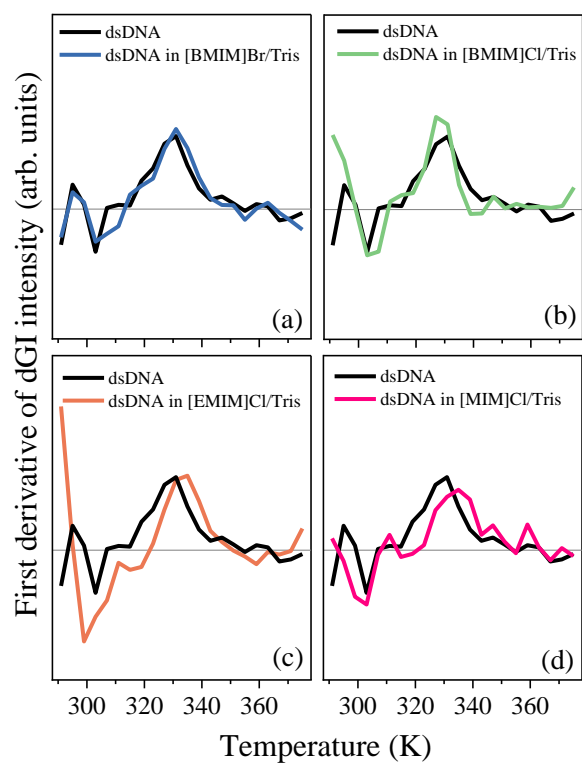 First derivative of dGI intensity (arb. units)
dsDNA
dsDNA in [BMIM]Br/Tris
(a)
dsDNA
dsDNA in [BMIM]Cl/Tris
(b)
dsDNA
dsDNA in [EMIM]Cl/Tris
(c)
dsDNA
dsDNA in [MIM]Cl/Tris
(d)
300 320 340 360 300 320 340 360
Temperature (K)